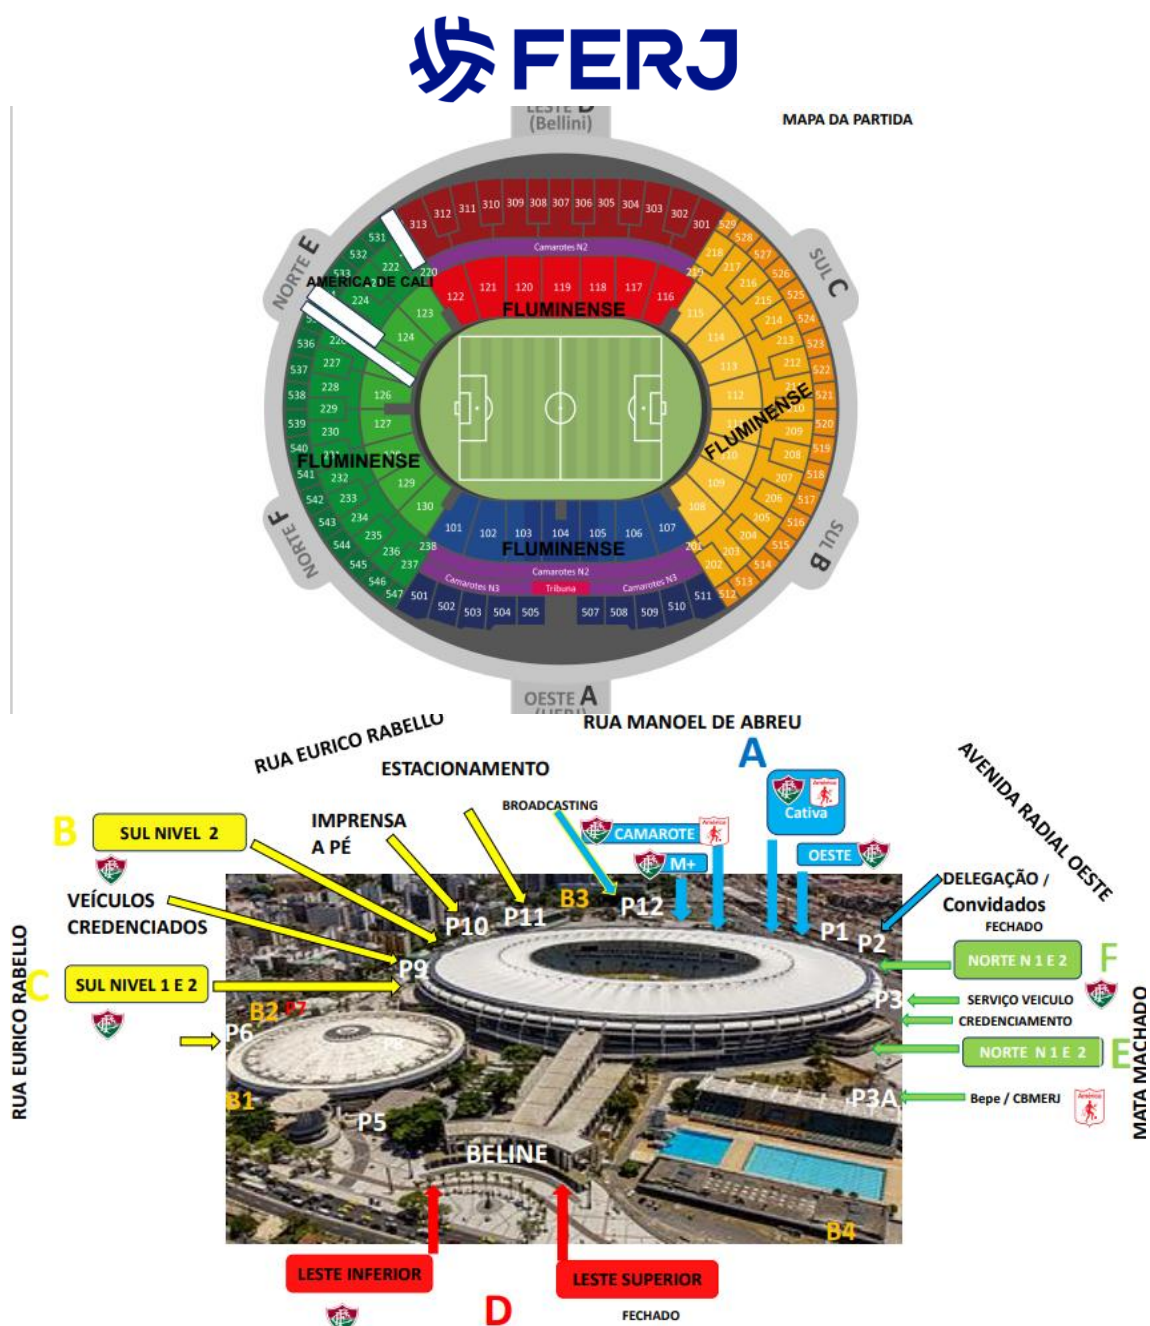 FERJ
MAPA DA PARTIDA
LESTE D
(Bellini)
NORTE E
SUL C
313 312 311 310 309 308 307 306 305 304 303 302 301
Camarotes N2
531 532 533
222 220
AMÉRICA DE CALI
224
123
124
122 121 120 119 118 117 116
FLUMINENSE
529 528 527 526 525 524 523 522 521 520 519 518 517 516 515 514 513 512
219 218 217 216 215 214 213 212
115 114 113 112
209 208 207 206 205 204 203 202 201
109 108
FLUMINENSE
536 537 538 539 540 541 542 543 544 545 546 547
227 228 229 230
232 233 234 235 236 237 238
126 127
129 130
FLUMINENSE
101 102 103 104 105 106 107
FLUMINENSE
Camarotes N2
Camarotes N3
Tribuna
Camarotes N3
501 502 503 504 505
507 508 509 510 511
NORTE F
SUL B
OESTE A
(UERJ)
RUA EURICO RABELLO
RUA MANOEL DE ABREU
ESTACIONAMENTO
A
AVENIDA RADIAL OESTE
BROADCASTING
Cativa
B
SUL NIVEL 2
IMPRENSA
A PÉ
América
CAMAROTE
América
M+
OESTE
VEÍCULOS
CREDENCIADOS
DELEGAÇÃO /
Convidados
FECHADO
B3
P12
P11
P10
P1
P2
RUA EURICO RABELLO
C
SUL NIVEL 1 E 2
P9
NORTE N 1 E 2
F
P3
SERVIÇO VEICULO
CREDENCIAMENTO
B2
P7
P6
NORTE N 1 E 2
E
MATA MACHADO
B1
P5
P3A
Bepe / CBMERJ
América
BELINE
B4
LESTE INFERIOR
LESTE SUPERIOR
D
FECHADO